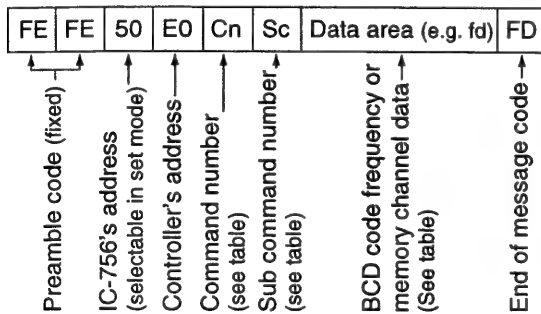 FE FE 50 E0 Cn Sc Data area (e.g. fd) FD
Preamble code (fixed)
IC-756's address
(selectable in set mode)
Controller's address
Command number
(see table)
Sub command number
(see table)
BCD code frequency or
memory channel data
(See table)
End of message code